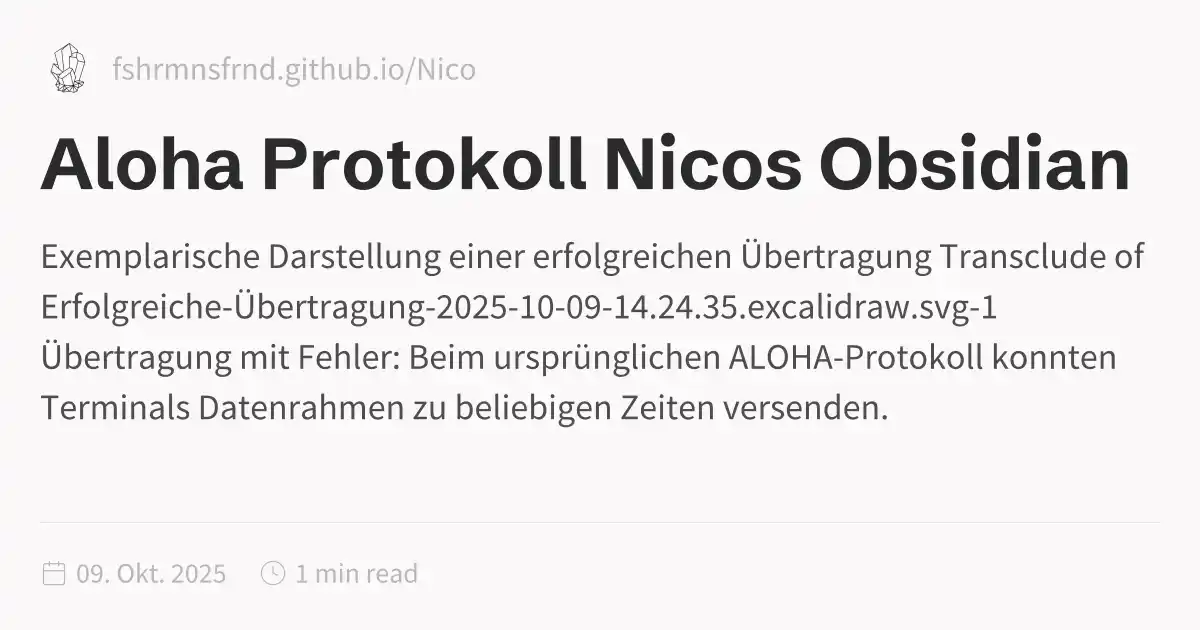 fshrmnsfrnd.github.io/Nico
Aloha Protokoll Nicos Obsidian
Exemplarische Darstellung einer erfolgreichen Übertragung Transclude of
Erfolgreiche-Übertragung-2025-10-09-14.24.35.excalidraw.svg-1
Übertragung mit Fehler: Beim ursprünglichen ALOHA-Protokoll konnten
Terminals Datenrahmen zu beliebigen Zeiten versenden.
09. Okt. 2025 1 min read